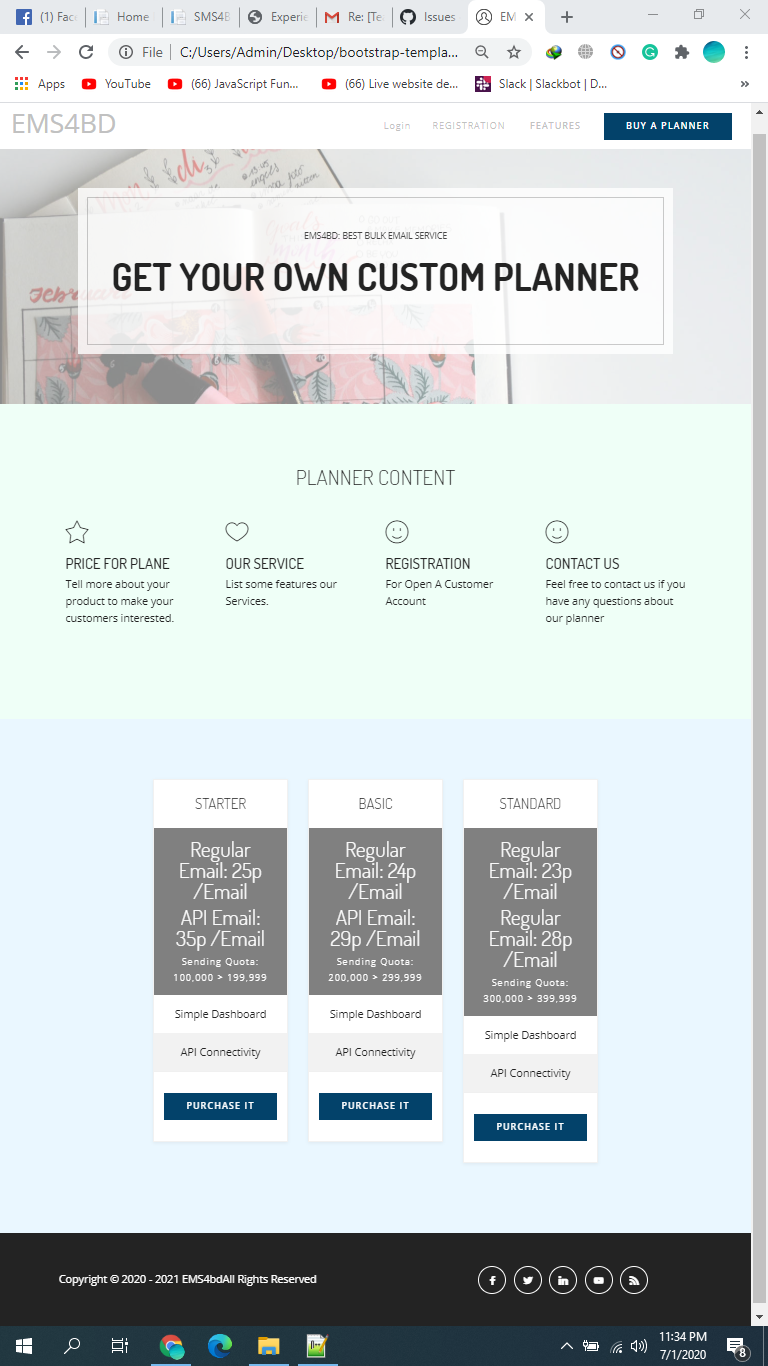 (1) Fac
Home
SMS4B
Experie
Re: [Te
Issues
EM
File
C:/Users/Admin/Desktop/bootstrap-templa...
Apps
YouTube
(66) JavaScript Fun...
(66) Live website de...
Slack | Slackbot | D...
»
EMS4BD
Login
REGISTRATION
FEATURES
BUY A PLANNER
EMS4BD: BEST BULK EMAIL SERVICE
GET YOUR OWN CUSTOM PLANNER
PLANNER CONTENT
PRICE FOR PLANE
Tell more about your
product to make your
customers interested.
OUR SERVICE
List some features our
Services.
REGISTRATION
For Open A Customer
Account
CONTACT US
Feel free to contact us if you
have any questions about
our planner
STARTER
Regular
Email: 25p
/Email
API Email:
35p /Email
Sending Quota:
100,000 > 199,999
Simple Dashboard
API Connectivity
PURCHASE IT
BASIC
Regular
Email: 24p
/Email
API Email:
29p /Email
Sending Quota:
200,000 > 299,999
Simple Dashboard
API Connectivity
PURCHASE IT
STANDARD
Regular
Email: 23p
/Email
Regular
Email: 28p
/Email
Sending Quota:
300,000 > 399,999
Simple Dashboard
API Connectivity
PURCHASE IT
Copyright © 2020 - 2021 EMS4bdAll Rights Reserved
11:34 PM
7/1/2020
8